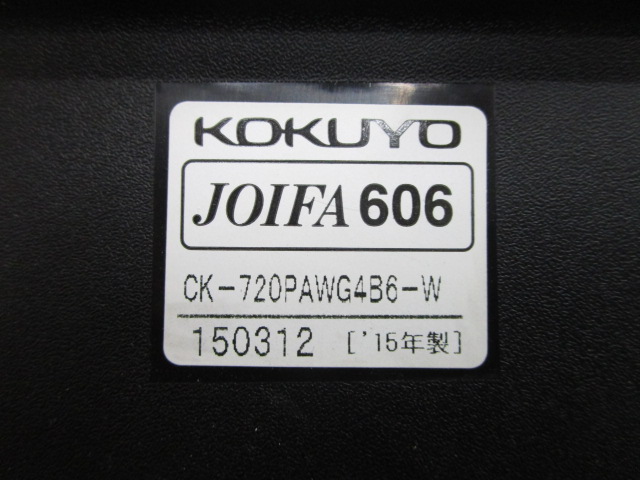 KOKUYO
JOIFA 606
CK-720PAWG4B6-W
150312 ['15年製]